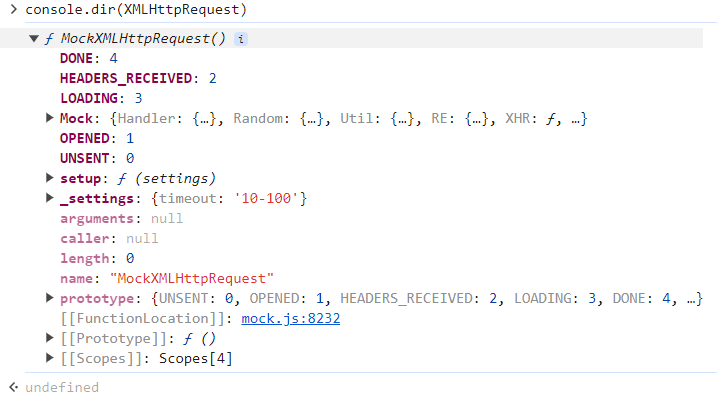 console.dir(XMLHttpRequest)
ƒ MockXMLHttpRequest() i
DONE: 4
HEADERS_RECEIVED: 2
LOADING: 3
Mock: {Handler: {…}, Random: {…}, Util: {…}, RE: {…}, XHR: ƒ, …}
OPENED: 1
UNSENT: 0
setup: ƒ (settings)
_settings: {timeout: '10-100'}
arguments: null
caller: null
length: 0
name: "MockXMLHttpRequest"
prototype: {UNSENT: 0, OPENED: 1, HEADERS_RECEIVED: 2, LOADING: 3, DONE: 4, …}
[[FunctionLocation]]: mock.js:8232
[[Prototype]]: ƒ ()
[[Scopes]]: Scopes[4]
undefined